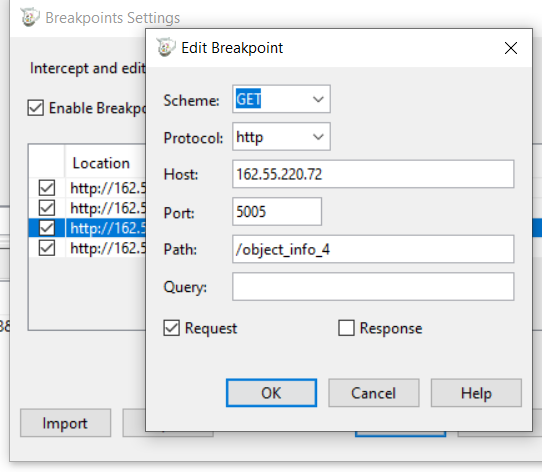 Breakpoints Settings
Edit Breakpoint
Intercept and edit
Enable Breakpo
Location
http://162.5
http://162.5
http://162.5
http://162.5
Scheme: GET
Protocol: http
Host: 162.55.220.72
Port: 5005
Path: /object_info_4
Query:
Request Response
OK Cancel Help
Import